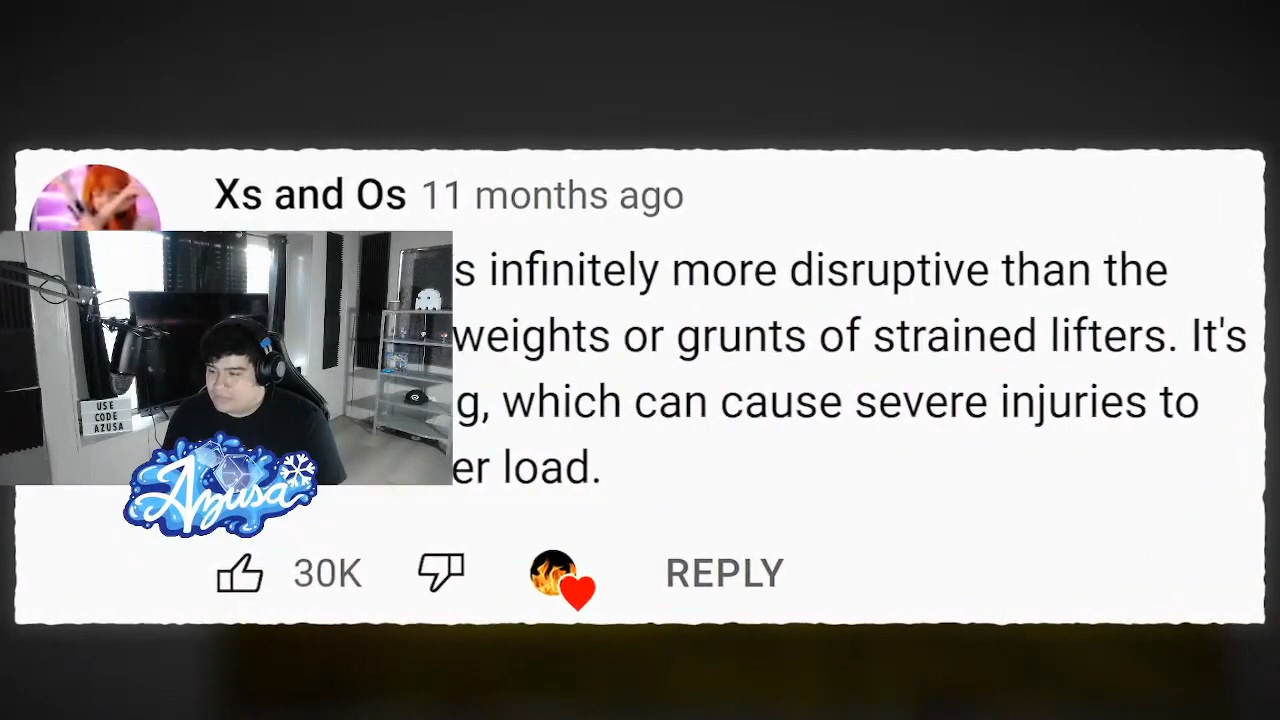 Xs and Os 11 months ago
infinitely more disruptive than the
weights or grunts of strained lifters. It's
which can cause severe injuries to
load.
USE
CODE
AZUSA
Azusa
30K REPLY